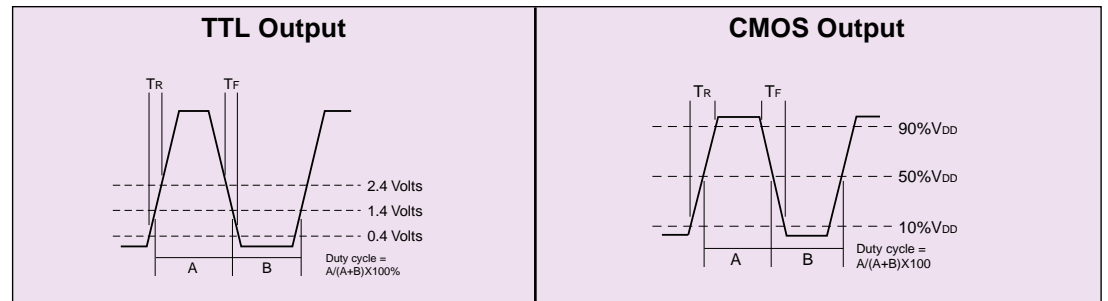 TTL Output
TR TF
2.4 Volts
1.4 Volts
0.4 Volts
A B
Duty cycle =
A/(A+B)X100%
CMOS Output
TR TF
90%VDD
50%VDD
10%VDD
A B
Duty cycle =
A/(A+B)X100